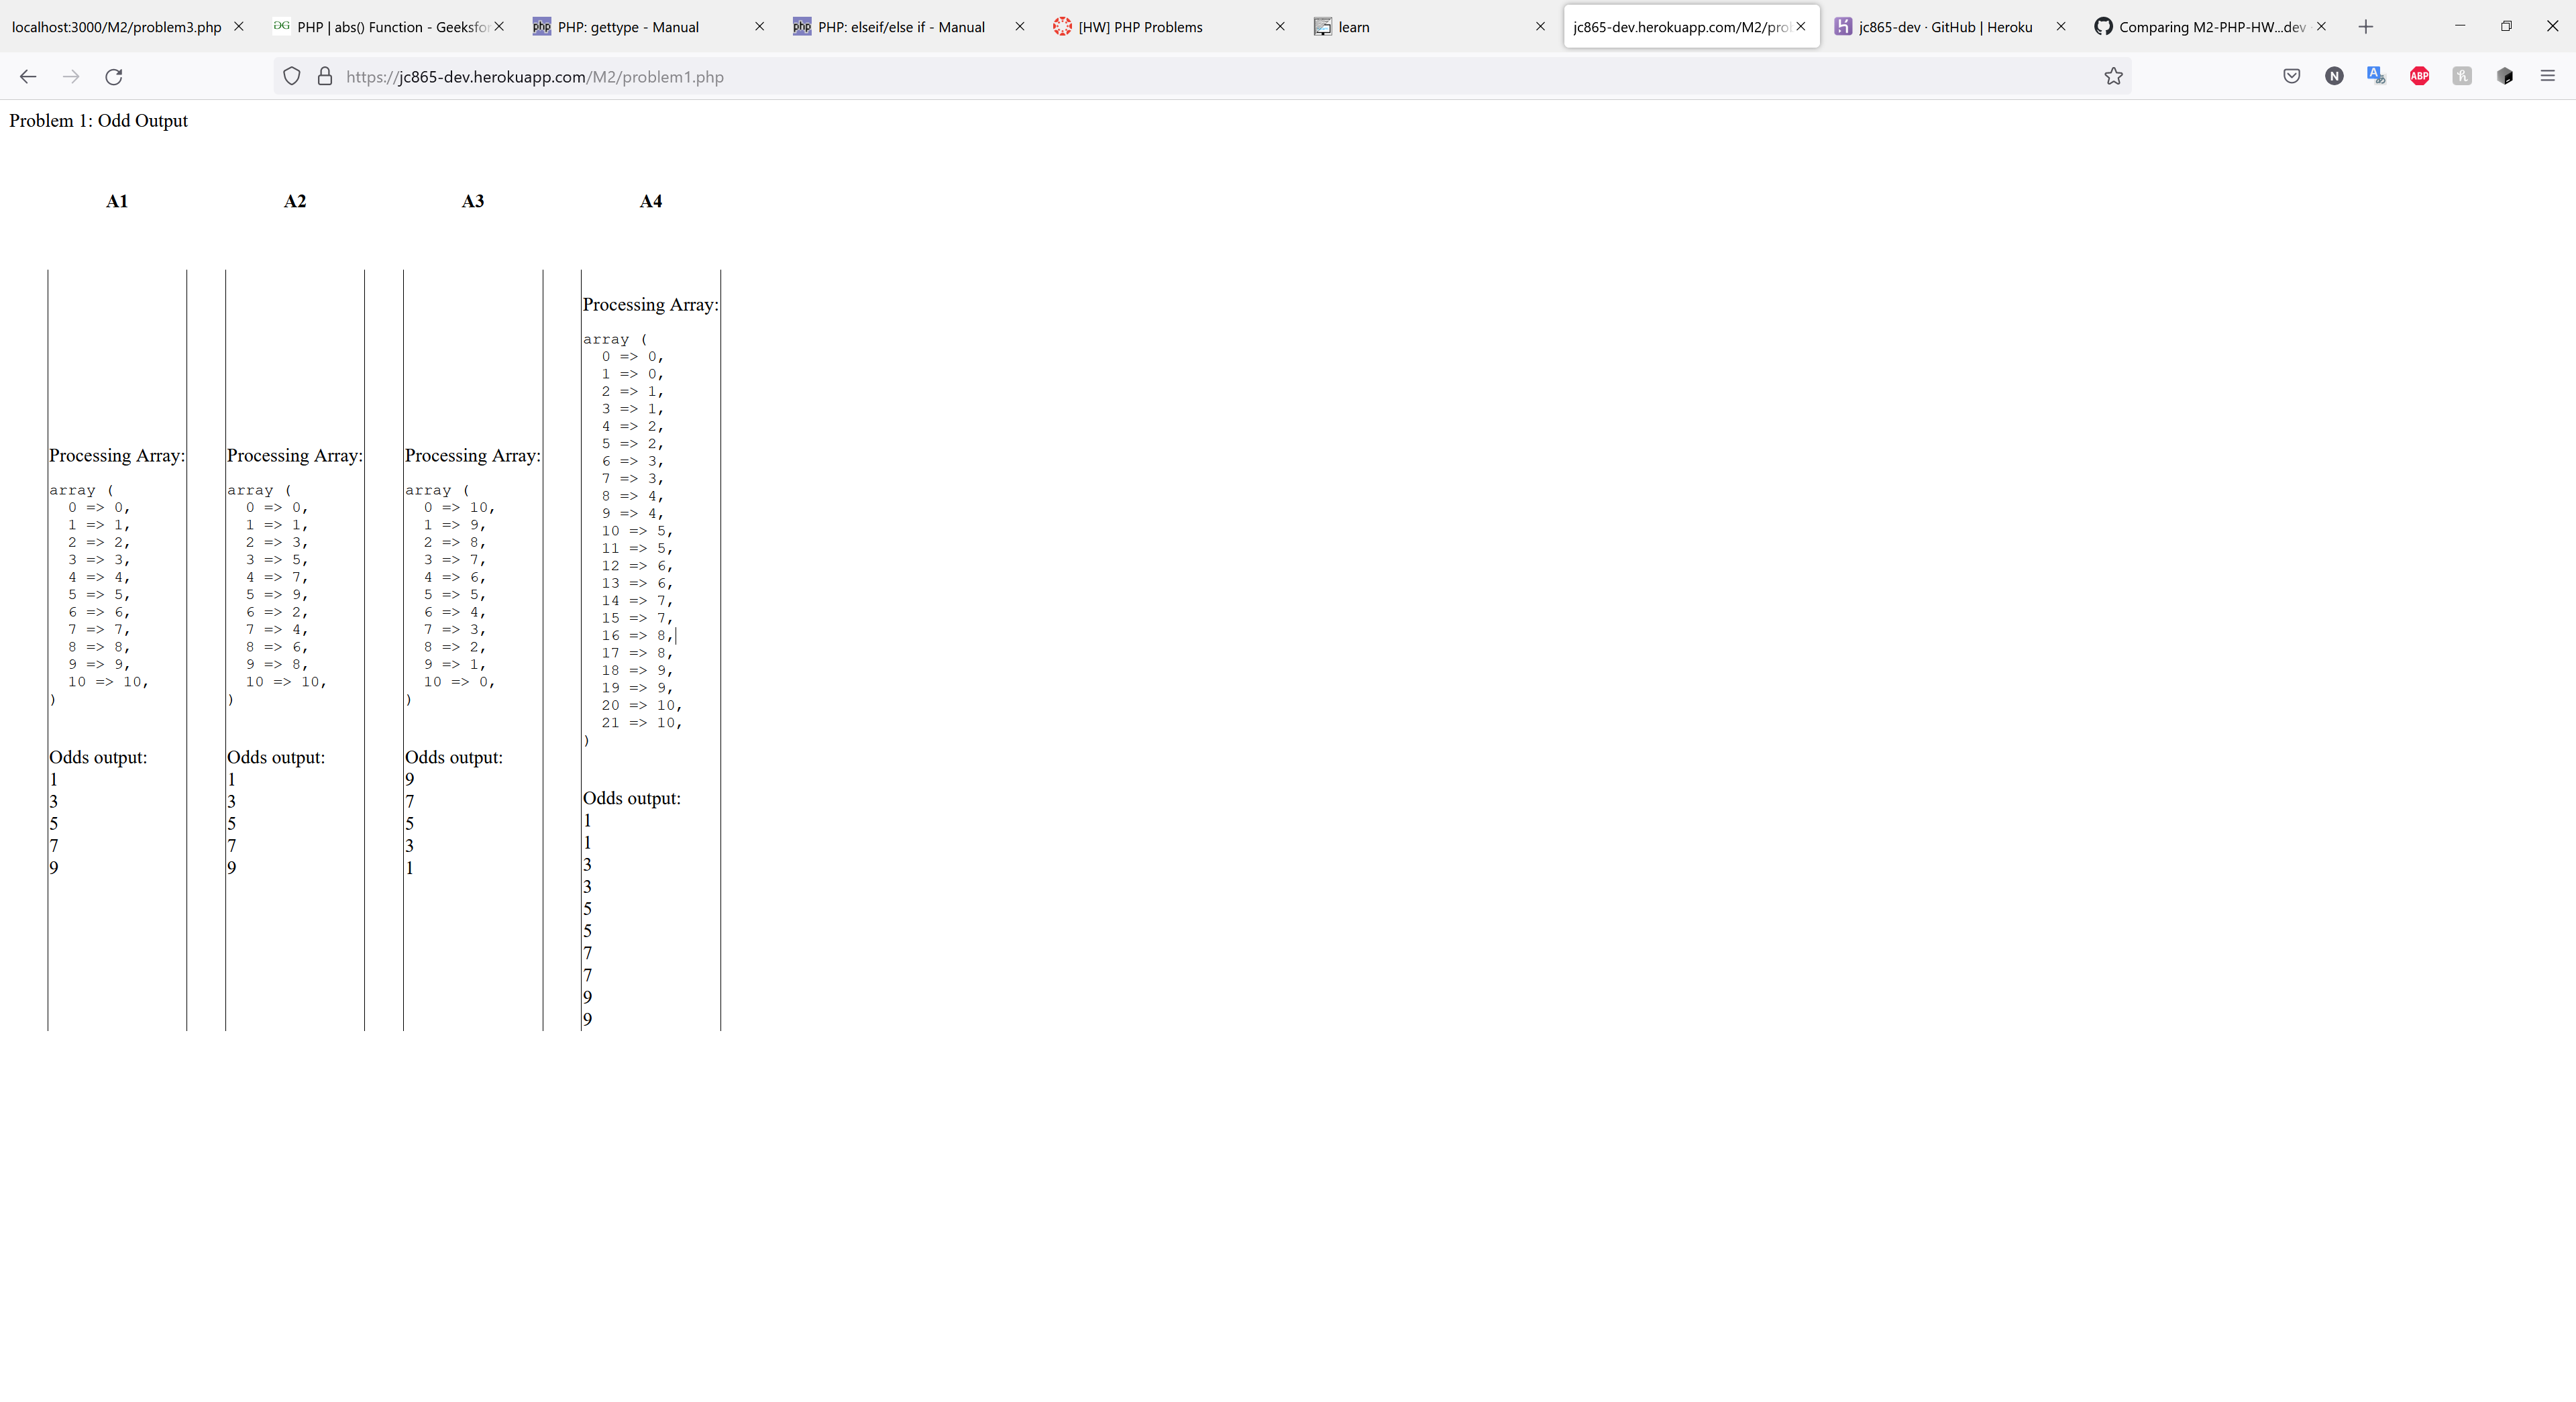 localhost:3000/M2/problem3.php
PHP | abs() Function - Geeksfo
PHP: gettype - Manual
PHP: elseif/else if - Manual
[HW] PHP Problems
learn
jc865-dev.herokuapp.com/M2/pro
jc865-dev · GitHub | Heroku
Comparing M2-PHP-HW...dev
https://jc865-dev.herokuapp.com/M2/problem1.php
Problem 1: Odd Output
A1
A2
A3
A4
Processing Array:
array (
0 => 0,
1 => 1,
2 => 2,
3 => 3,
4 => 4,
5 => 5,
6 => 6,
7 => 7,
8 => 8,
9 => 9,
10 => 10,
)
Odds output:
1
3
5
7
9
Processing Array:
array (
0 => 0,
1 => 1,
2 => 3,
3 => 5,
4 => 7,
5 => 9,
6 => 2,
7 => 4,
8 => 6,
9 => 8,
10 => 10,
)
Odds output:
1
3
5
7
9
Processing Array:
array (
0 => 10,
1 => 9,
2 => 8,
3 => 7,
4 => 6,
5 => 5,
6 => 4,
7 => 3,
8 => 2,
9 => 1,
10 => 0,
)
Odds output:
9
7
5
3
1
Processing Array:
array (
0 => 0,
1 => 0,
2 => 1,
3 => 1,
4 => 2,
5 => 2,
6 => 3,
7 => 3,
8 => 4,
9 => 4,
10 => 5,
11 => 5,
12 => 6,
13 => 6,
14 => 7,
15 => 7,
16 => 8,
17 => 8,
18 => 9,
19 => 9,
20 => 10,
21 => 10,
)
Odds output:
1
1
3
3
5
5
7
7
9
9